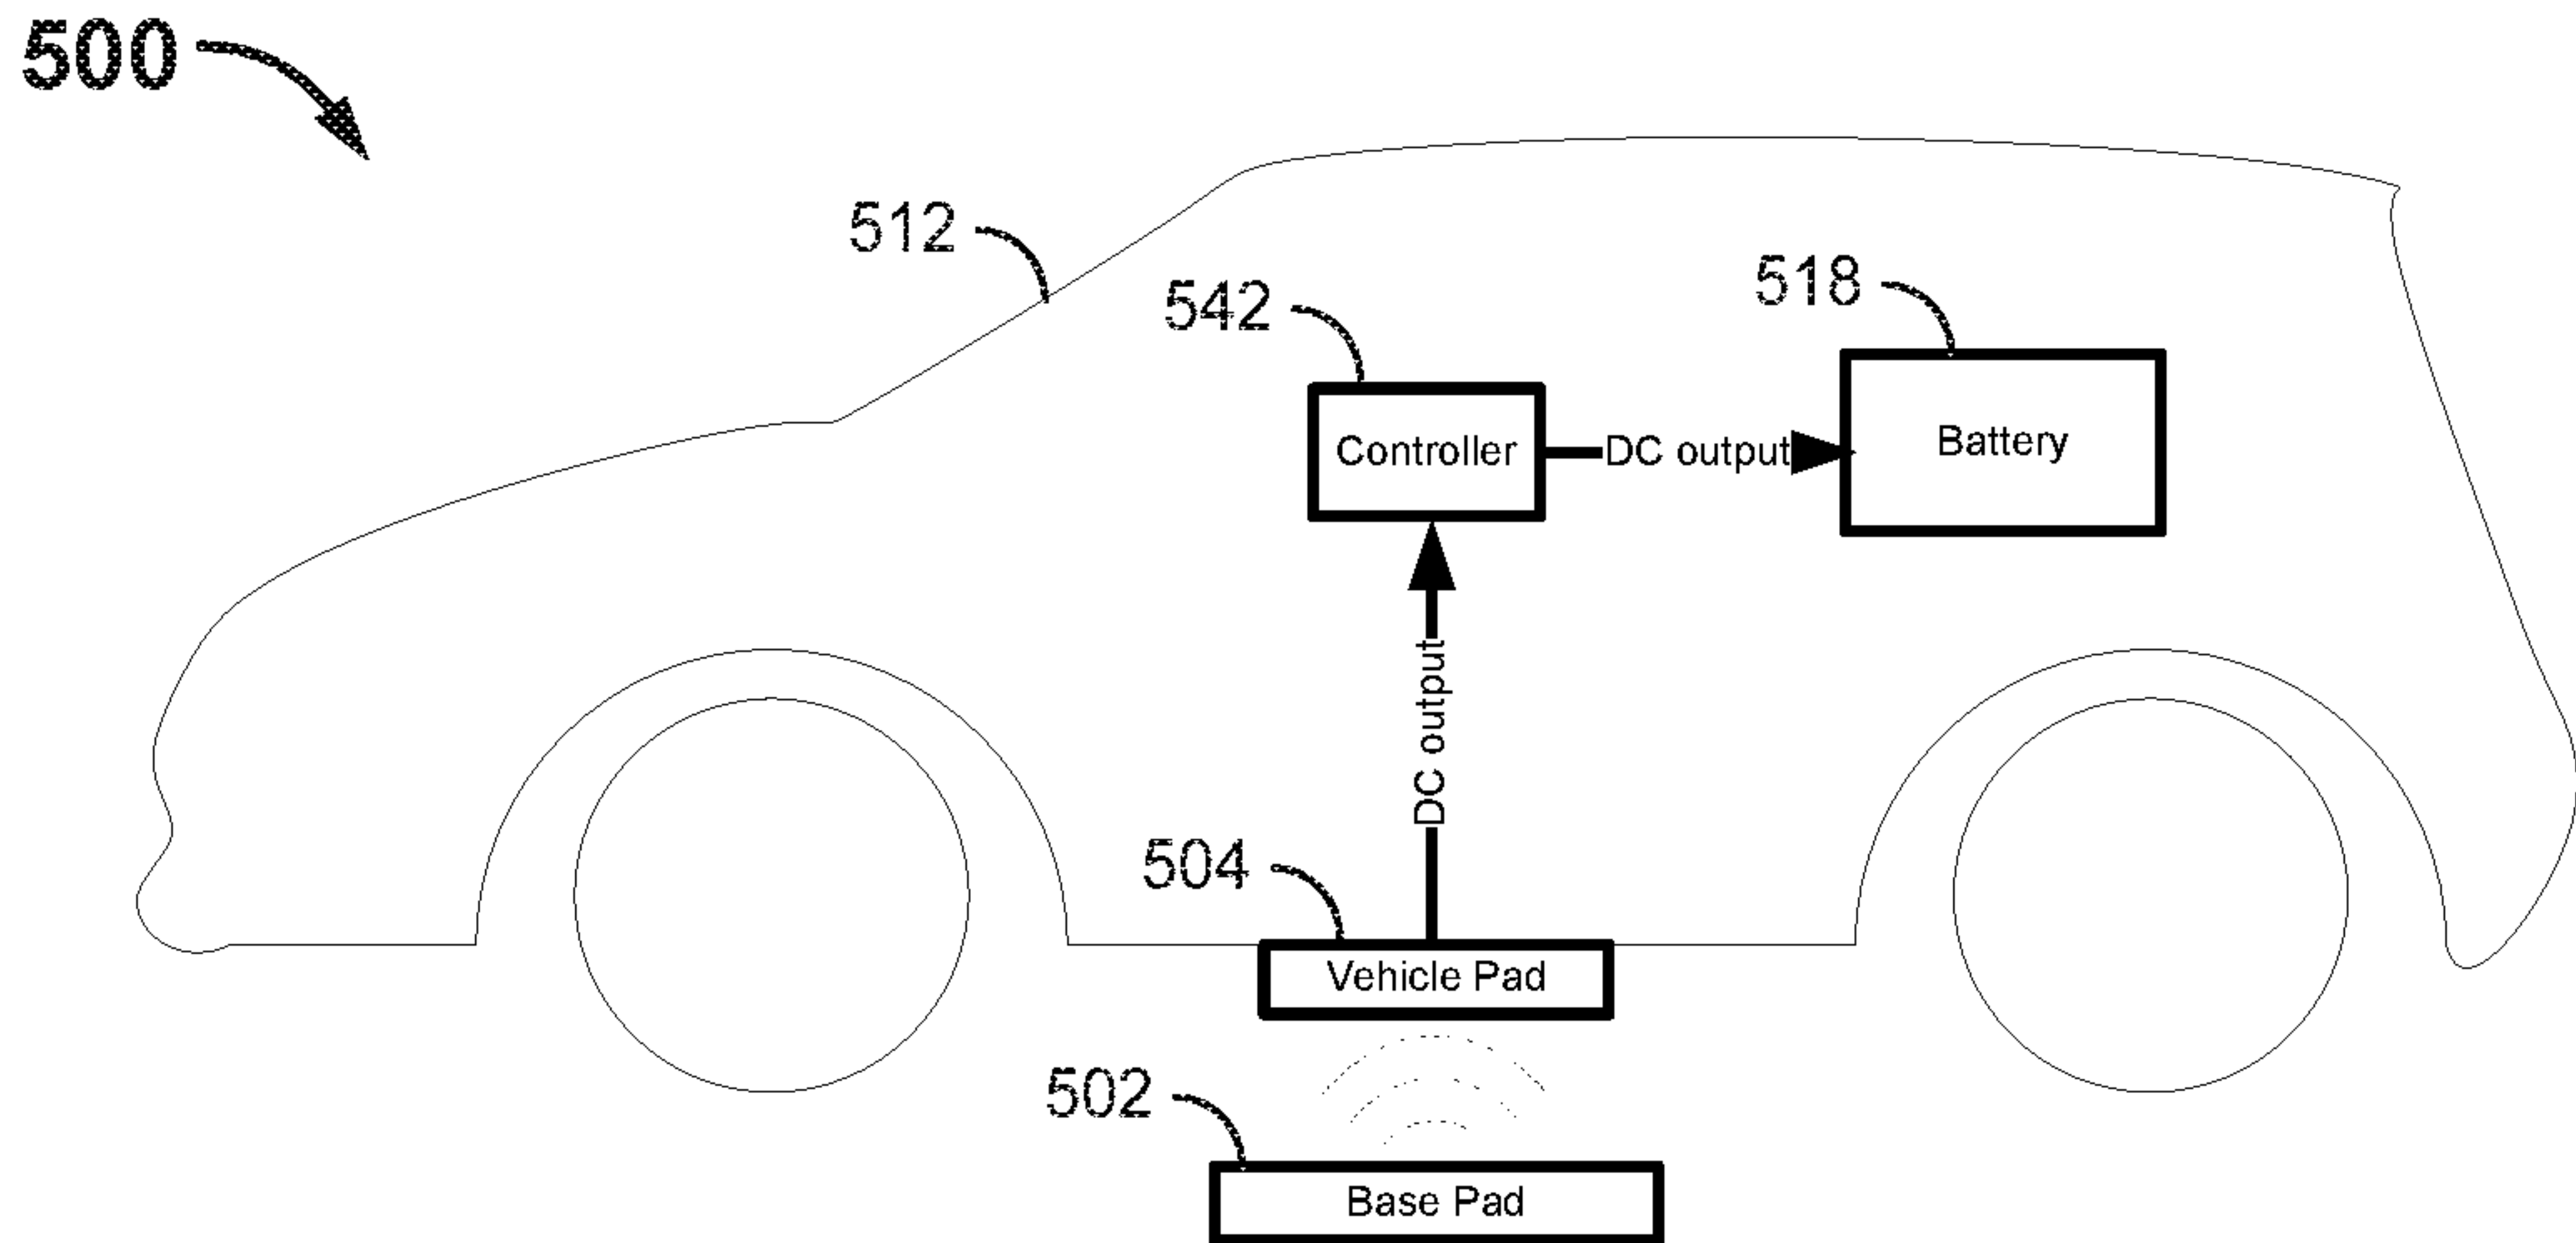 500
512
542
518
Controller
DC output
Battery
DC output
504
Vehicle Pad
502
Base Pad